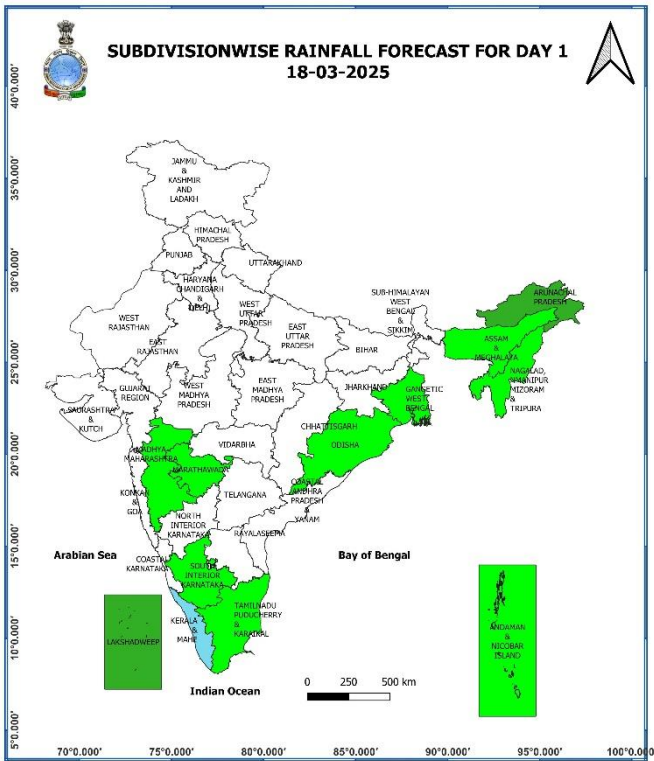 SUBDIVISIONWISE RAINFALL FORECAST FOR DAY 1
18-03-2025
40°0.000'
35°0.000'
30°0.000'
25°0.000'
20°0.000'
15°0.000'
10°0.000'
5°0.000'
JAMMU
&
KASHMIR
AND
LADAKH
HIMACHAL
PRADESH
PUNJAB
UTTARAKHAND
HARYANA
CHANDIGARH
&
DELHI
WEST
RAJASTHAN
EAST
RAJASTHAN
WEST
UTTAR
PRADESH
EAST
UTTAR
PRADESH
SUB-HIMALAYAN
WEST
BENGAL
&
SIKKIM
ARUNACHAL
PRADESH
ASSAM
&
MEGHALAYA
NAGALAD,
MANIPUR
MIZORAM
&
TRIPURA
BIHAR
JHARKHAND
GANGETIC
WEST
BENGAL
GUJARAT
REGION
SAURASHTRA
&
KUTCH
WEST
MADHYA
PRADESH
EAST
MADHYA
PRADESH
CHHATTISGARH
ODISHA
VIDARBHA
MADHYA
MAHARASHTRA
MARATHAWADA
KONKAN
&
GOA
TELANGANA
COASTAL
ANDHRA
PRADESH
&
YANAM
NORTH
INTERIOR
KARNATAKA
RAYALASEEMA
COASTAL
KARNATAKA
SOUTH
INTERIOR
KARNATAKA
TAMILNADU
PUDUCHERRY
&
KARAIKAL
KERALA
&
MAHE
LAKSHADWEEP
ANDAMAN
&
NICOBAR
ISLAND
Arabian Sea
Bay of Bengal
Indian Ocean
0 250 500 km
70°0.000' 75°0.000' 80°0.000' 85°0.000' 90°0.000' 95°0.000' 100°0.000'